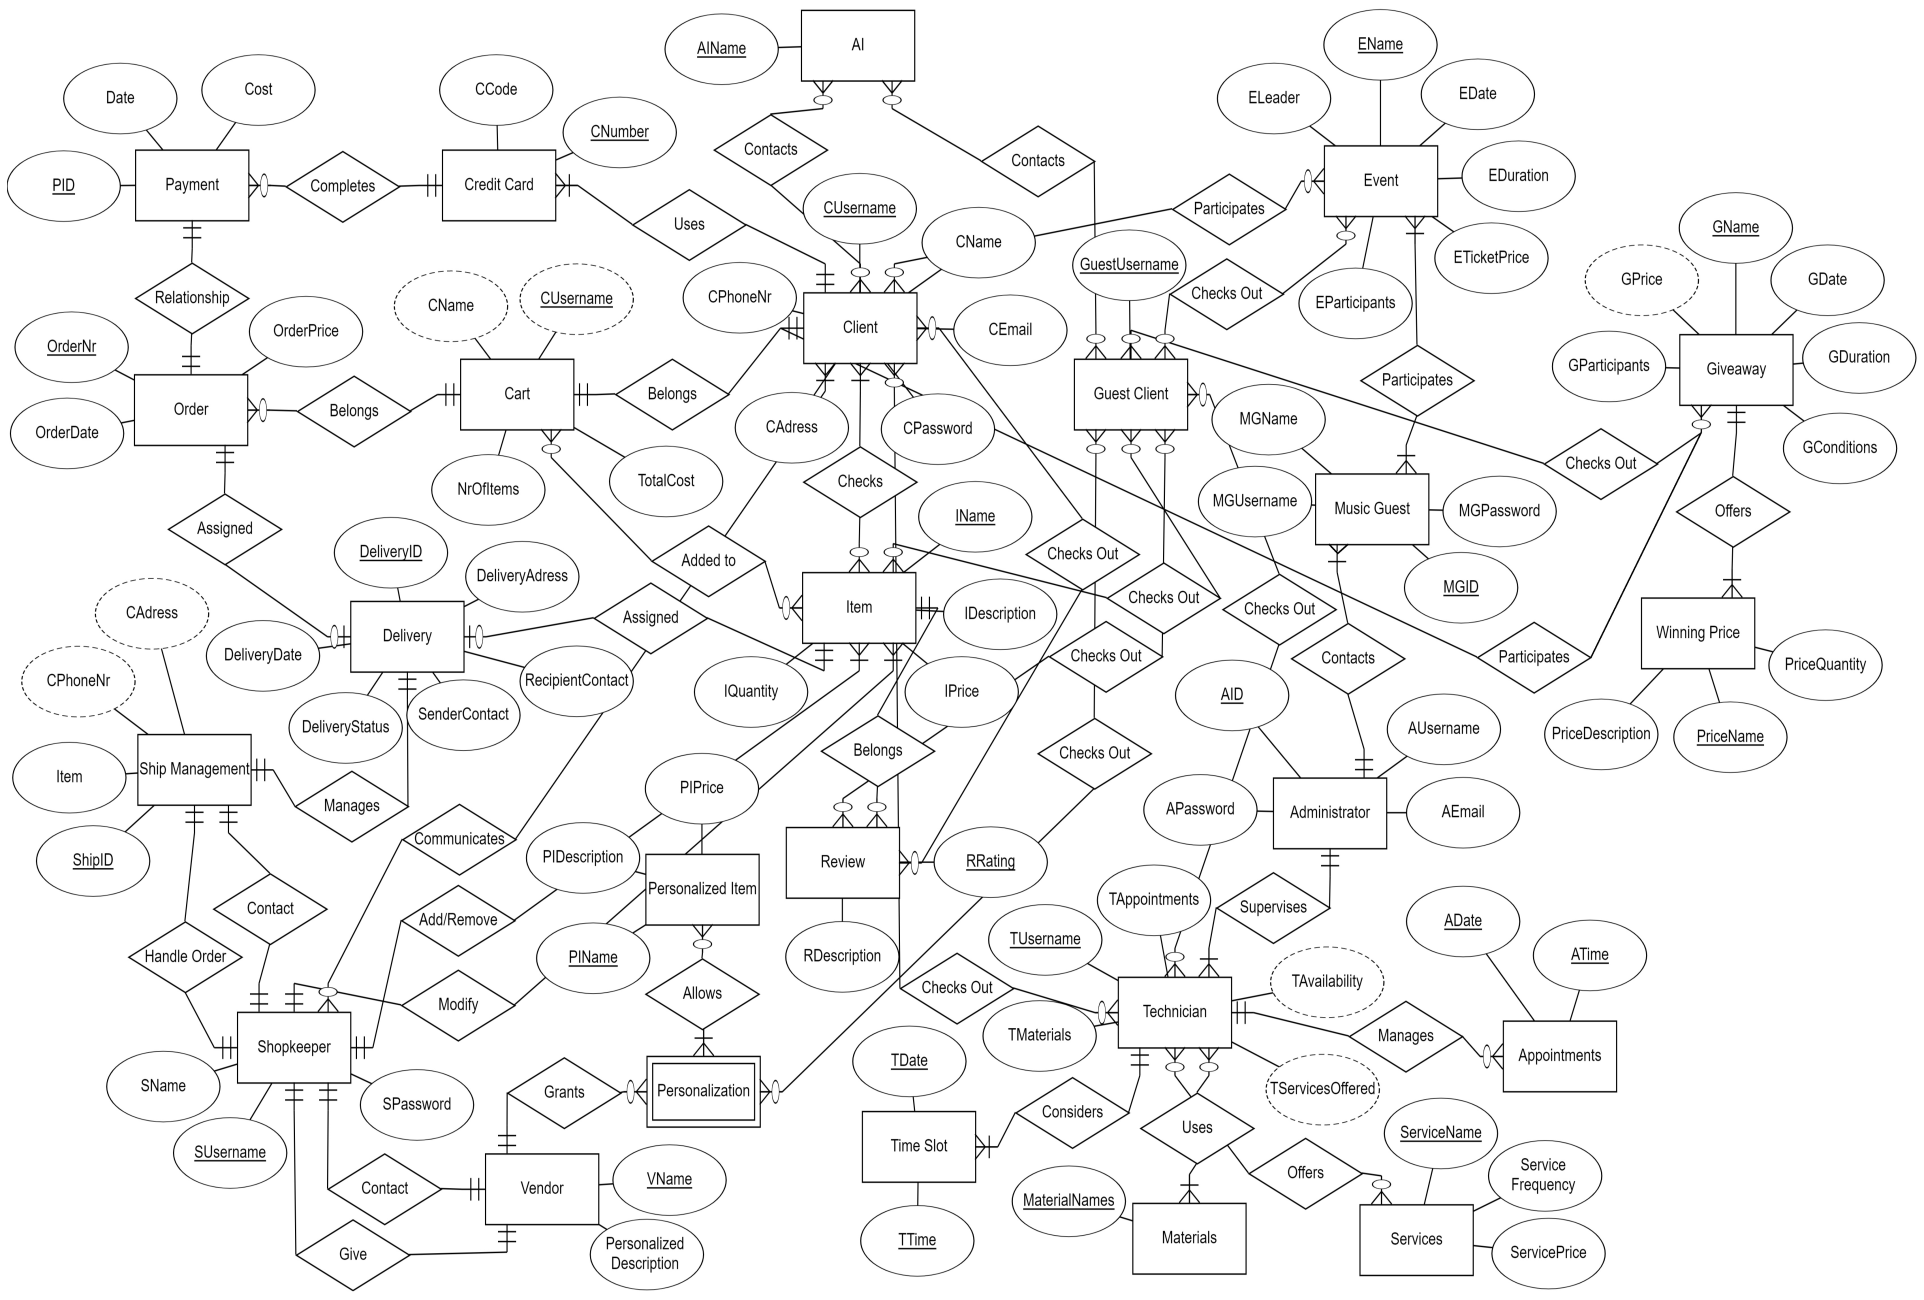 AIName
AI
EName
ELeader
EDate
Date
Cost
CCode
CNumber
Contacts
Contacts
PID
Payment
Completes
Credit Card
Event
EDuration
CUsername
Participates
Uses
CName
GName
GuestUsername
ETicketPrice
Relationship
CName
CUsername
CPhoneNr
Checks Out
EParticipants
GPrice
GDate
OrderNr
OrderPrice
Client
CEmail
GParticipants
Giveaway
GDuration
Order
Belongs
Cart
Belongs
Guest Client
Participates
OrderDate
CAdress
CPassword
MGName
GConditions
NrOfItems
TotalCost
Checks
Checks Out
MGUsername
Music Guest
MGPassword
Offers
Assigned
IName
DeliveryID
Added to
Checks Out
DeliveryAdress
MGID
CAdress
Delivery
Assigned
Item
IDescription
Checks Out
Checks Out
Winning Price
DeliveryDate
CPhoneNr
RecipientContact
IQuantity
IPrice
Checks Out
Contacts
Participates
PriceQuantity
DeliveryStatus
SenderContact
AID
AUsername
PriceDescription
PriceName
Item
Ship Management
Manages
PIPrice
Belongs
Checks Out
APassword
Administrator
AEmail
ShipID
Communicates
PIDescription
Personalized Item
Review
RRating
Contact
Add/Remove
TAppointments
Supervises
ADate
Handle Order
PIName
RDescription
TUsername
ATime
Modify
Allows
Checks Out
TAvailability
Shopkeeper
TMaterials
Technician
Manages
Appointments
SName
SPassword
Grants
Personalization
TDate
TServicesOffered
SUsername
Considers
Uses
ServiceName
Time Slot
Contact
Vendor
VName
Offers
Service
Frequency
MaterialNames
Give
Personalized
Description
TTime
Materials
Services
ServicePrice